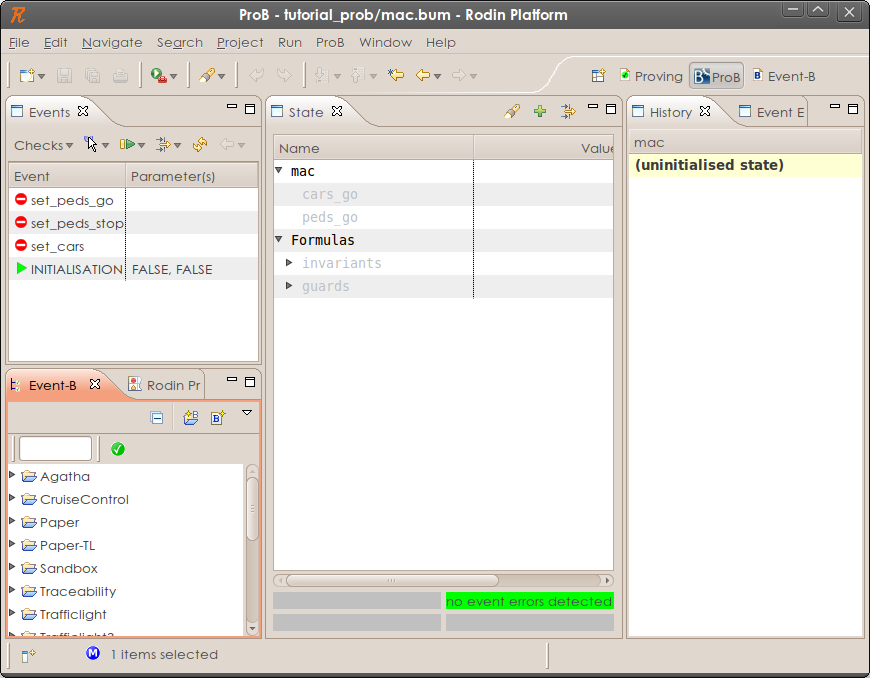 ProB - tutorial_prob/mac.bum - Rodin Platform
File Edit Navigate Search Project Run ProB Window Help
Proving ProB Event-B
Events
Checks
Event Parameter(s)
set_peds_go
set_peds_stop
set_cars
INITIALISATION FALSE, FALSE
State
Name Value
mac
cars_go
peds_go
Formulas
invariants
guards
no event errors detected
History Event E
mac
(uninitialised state)
Event-B Rodin Pr
Agatha
CruiseControl
Paper
Paper-TL
Sandbox
Traceability
Trafficlight
1 items selected